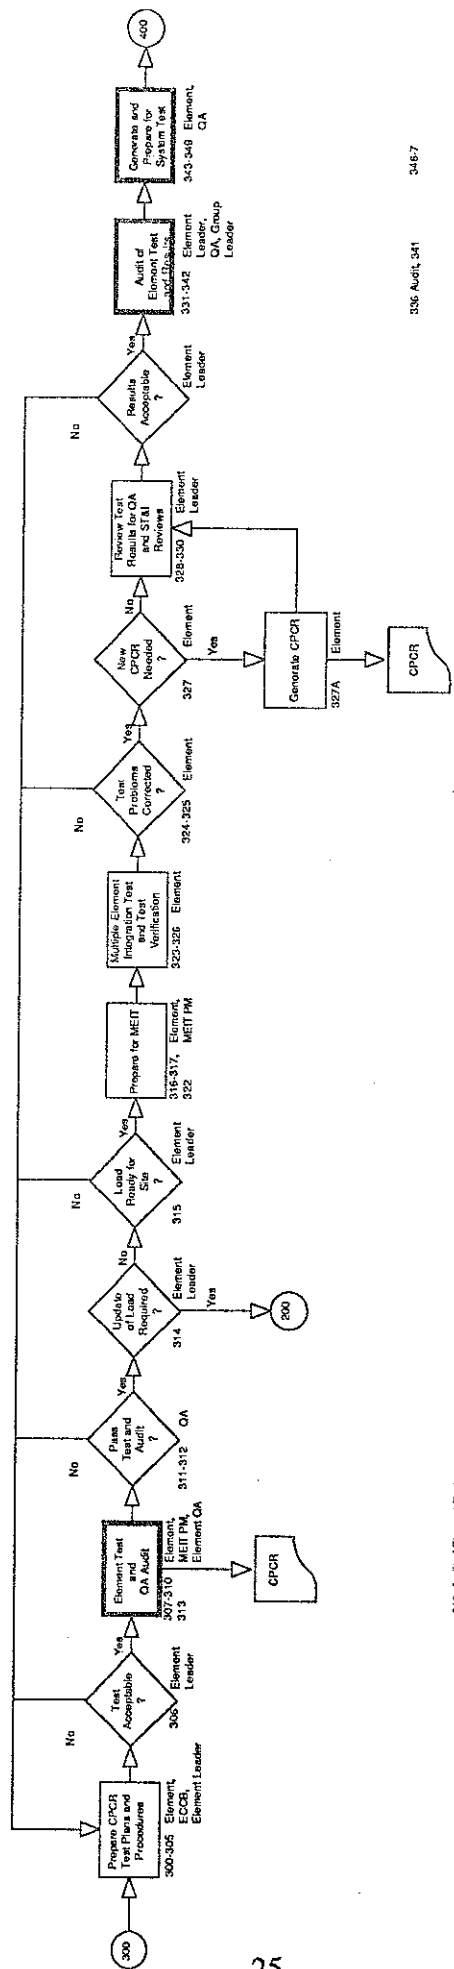 300
Prepare CPCR
Test Plans and
Procedures
300-305
Element,
ECCB,
Element Leader
No
Test
Acceptable
?
306
Element
Leader
Yes
Element Test
and
QA Audit
307-310
313
Element,
MEIT PM,
Element QA
CPCR
No
Pass
Test and
Audit
?
311-312
QA
Yes
Update
of Load
Required
?
314
Element
Leader
Yes
200
No
No
Load
Ready for
Site
?
315
Element
Leader
Yes
Prepare for MEIT
316-317,
322
Element,
MEIT PM
Multiple Element
Integration Test
and Test
Verification
323-326
Element
No
Test
Problems
Corrected
?
324-325
Element
Yes
New
CPCR
Needed
?
327
Element
Yes
Generate CPCR
327A
Element
CPCR
No
Review Test
Results for QA
and ST&I
Reviews
328-330
Element
Leader
No
Results
Acceptable
?
Element
Leader
Yes
Audit of
Element Test
and Results
331-342
Element
Leader,
QA, Group
Leader
Generate and
Prepare for
System Test
343-349
Element,
QA
400
336 Audit, 341
346-7
25